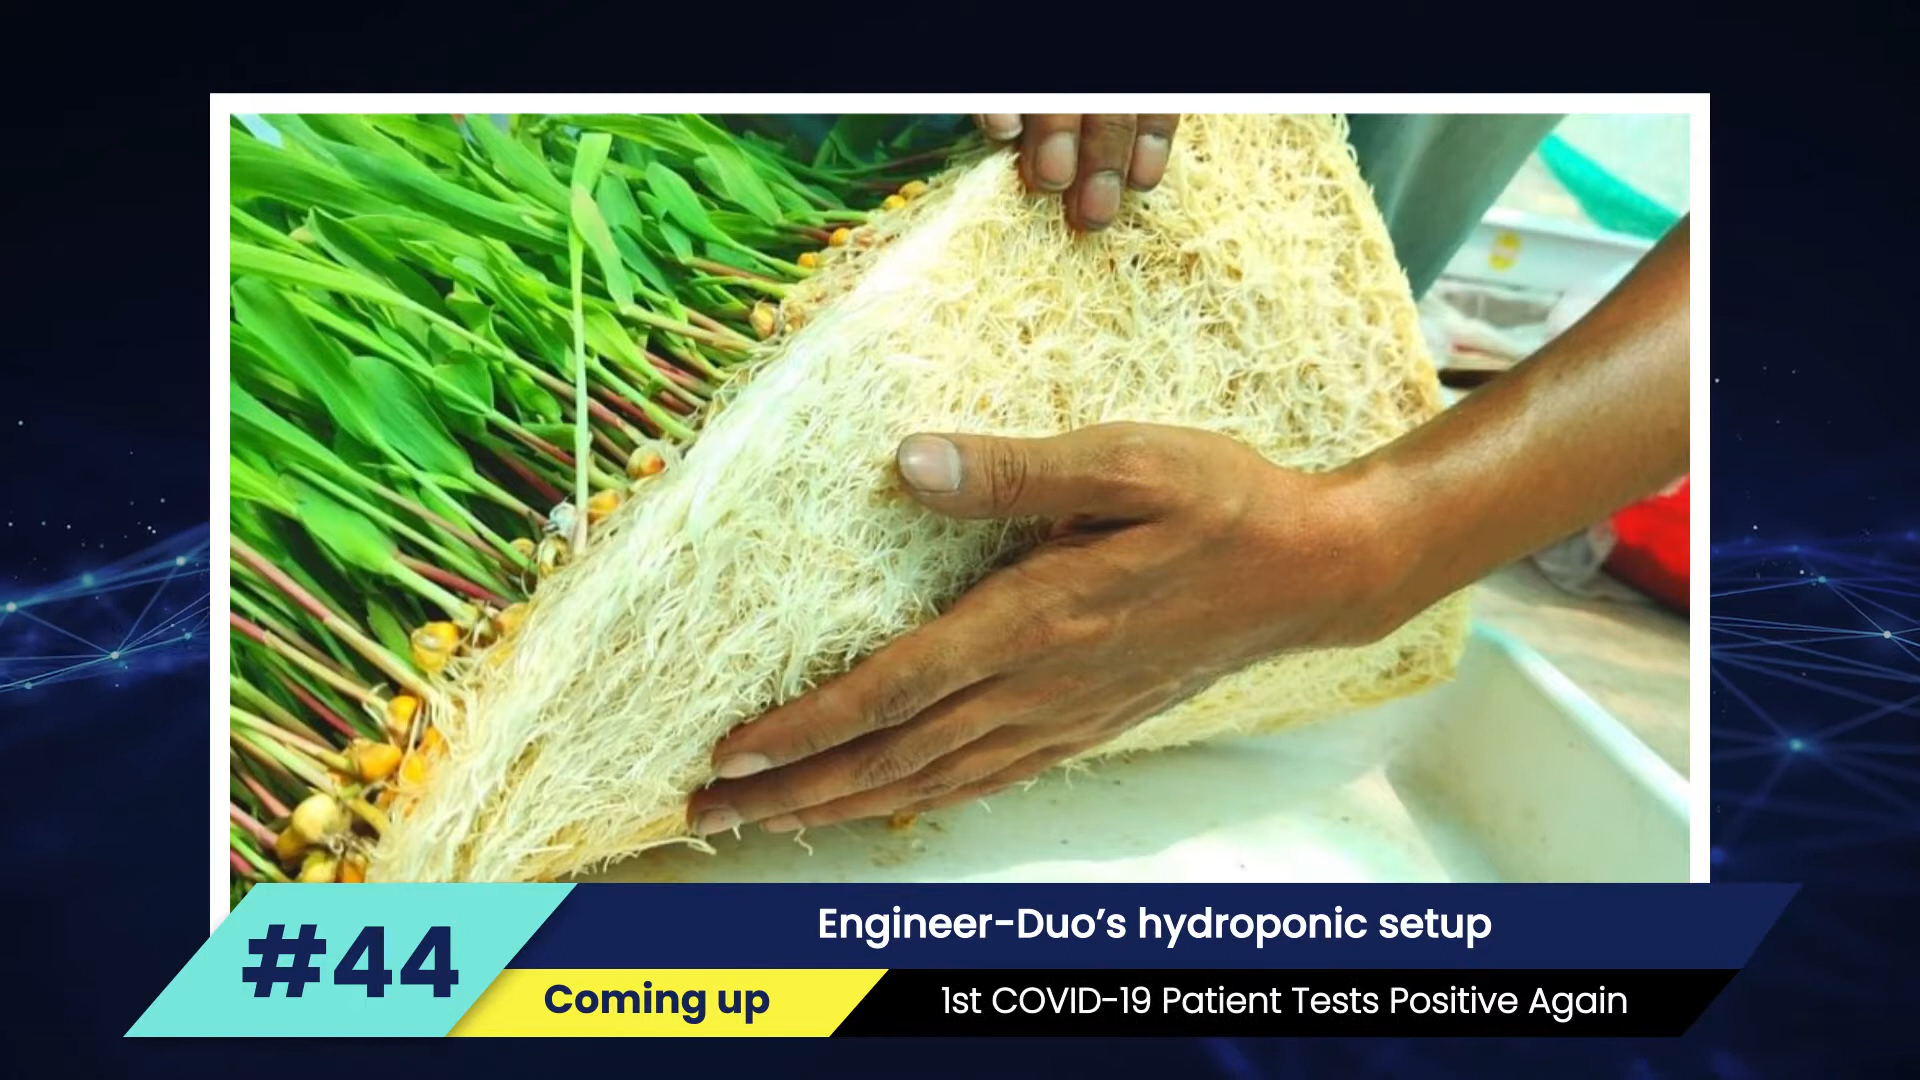 #44
Engineer-Duo’s hydroponic setup
Coming up
1st COVID-19 Patient Tests Positive Again